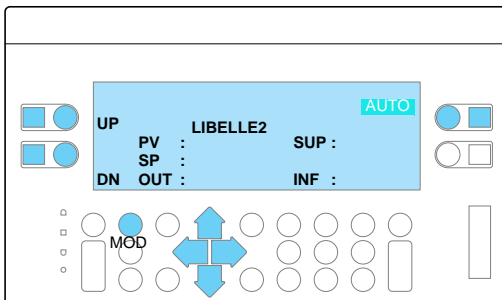 AUTO
UP LIBELLE2
PV : SUP :
SP :
DN OUT : INF :
MOD